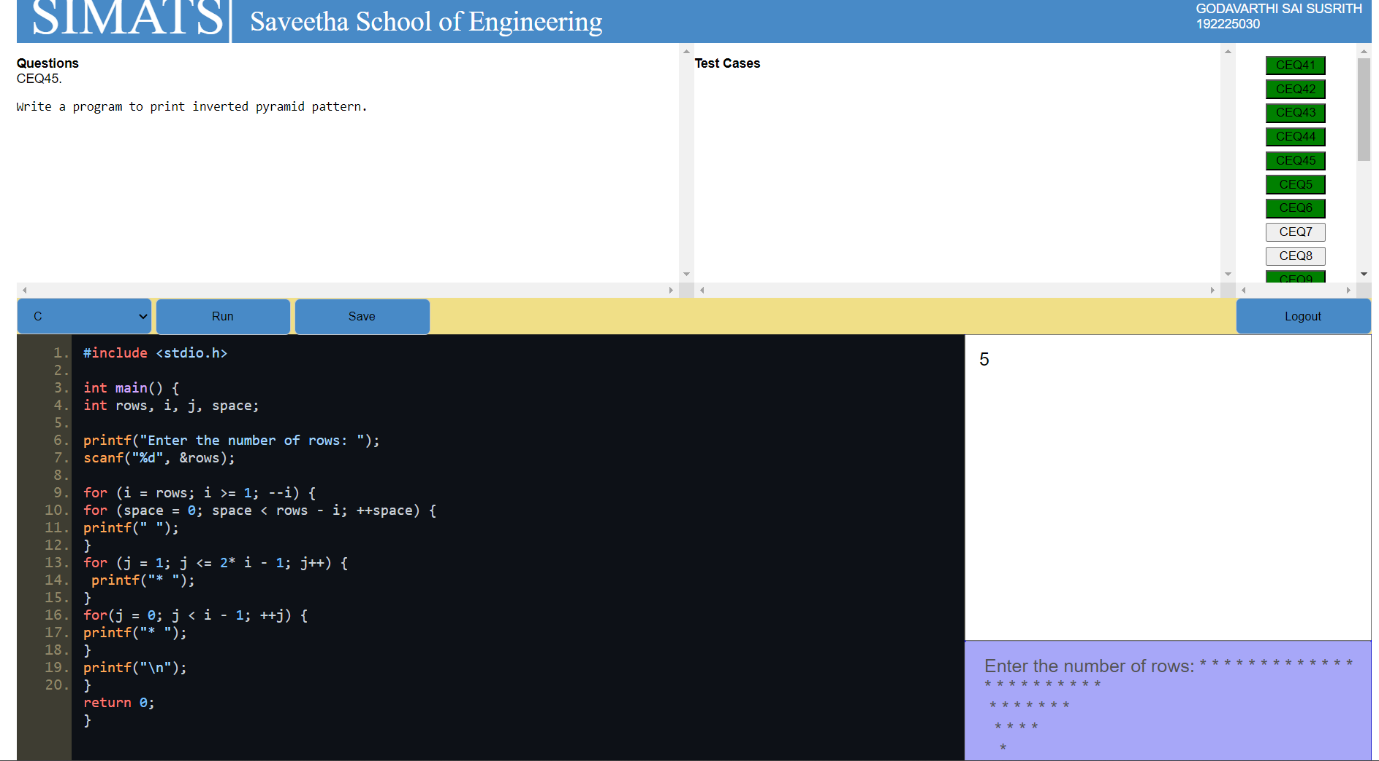 SIMATS
Saveetha School of Engineering
GODAVARTHI SAI SUSRITH
192225030
Questions
CEQ45.
Write a program to print inverted pyramid pattern.
Test Cases
CEQ41
CEQ42
CEQ43
CEQ44
CEQ45
CEQ5
CEQ6
CEQ7
CEQ8
CEQ9
C
Run
Save
Logout
1. #include <stdio.h>
2.
3. int main() {
4. int rows, i, j, space;
5.
6. printf("Enter the number of rows: ");
7. scanf("%d", &rows);
8.
9. for (i = rows; i >= 1; --i) {
10. for (space = 0; space < rows - i; ++space) {
11. printf(" ");
12. }
13. for (j = 1; j <= 2* i - 1; j++) {
14.  printf("* ");
15. }
16. for(j = 0; j < i - 1; ++j) {
17. printf("* ");
18. }
19. printf("\n");
20. }
return 0;
}
5
Enter the number of rows: * * * * * * * * * * * * *
* * * * * * * * * *
* * * * * * *
* * * *
*